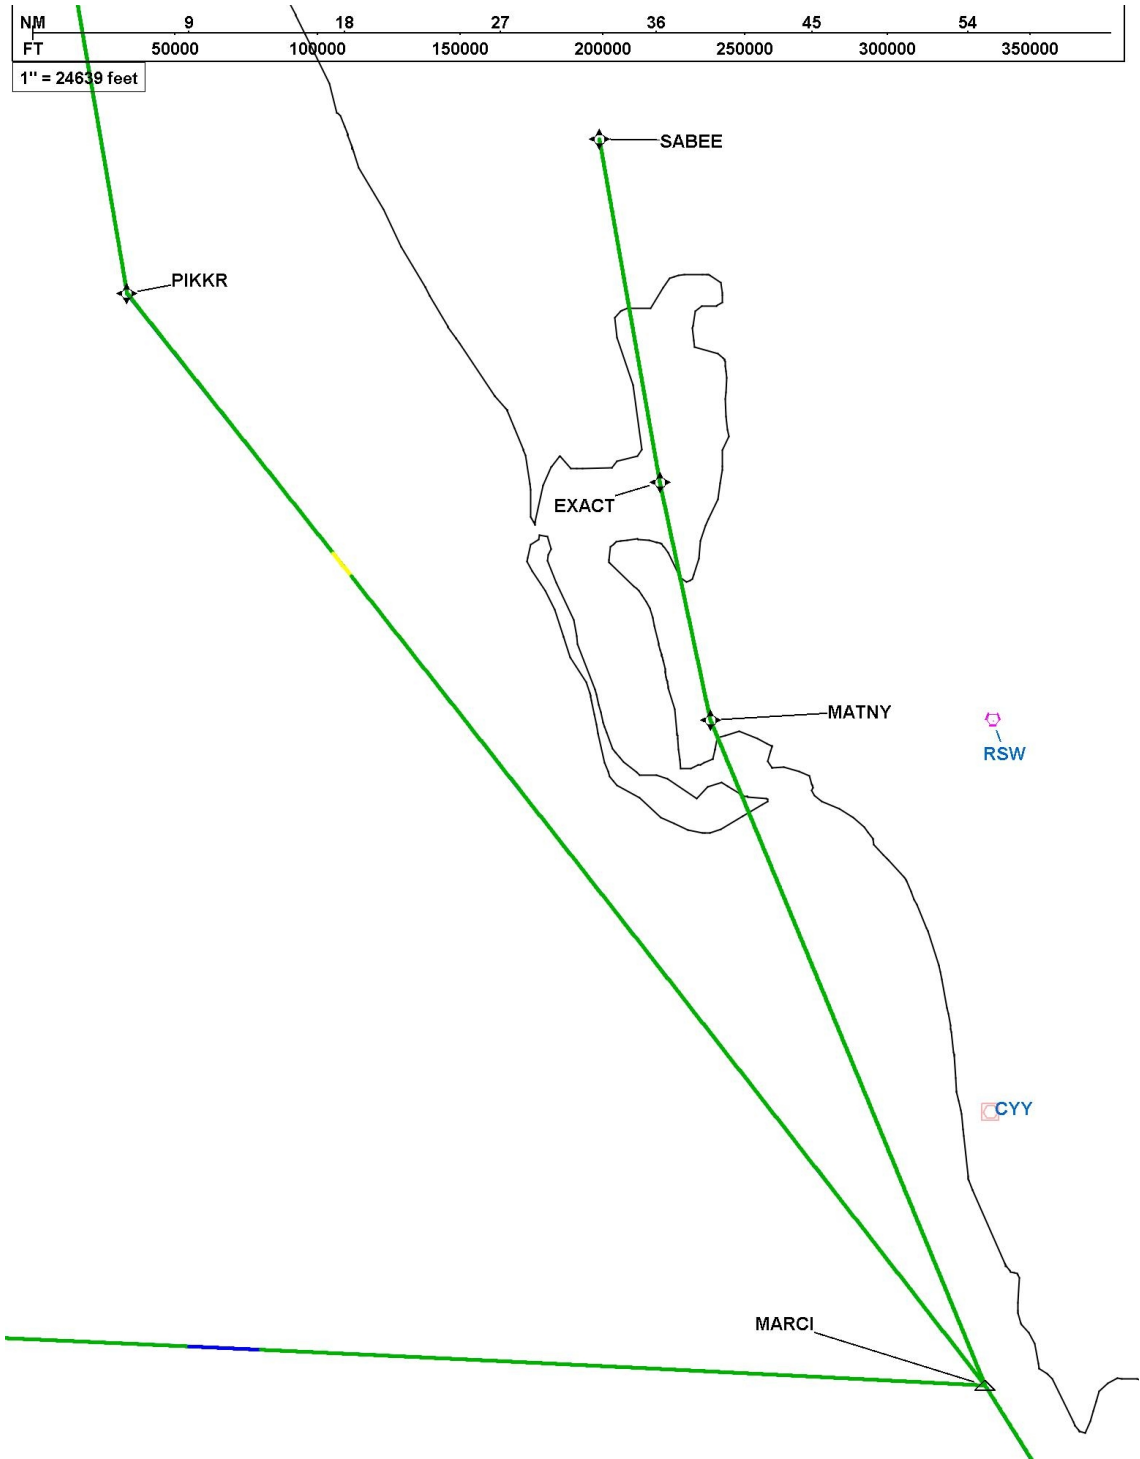 NM 9 18 27 36 45 54
FT 50000 100000 150000 200000 250000 300000 350000
1" = 24639 feet
SABEE
PIKKR
EXACT
MATNY
RSW
CYY
MARCI